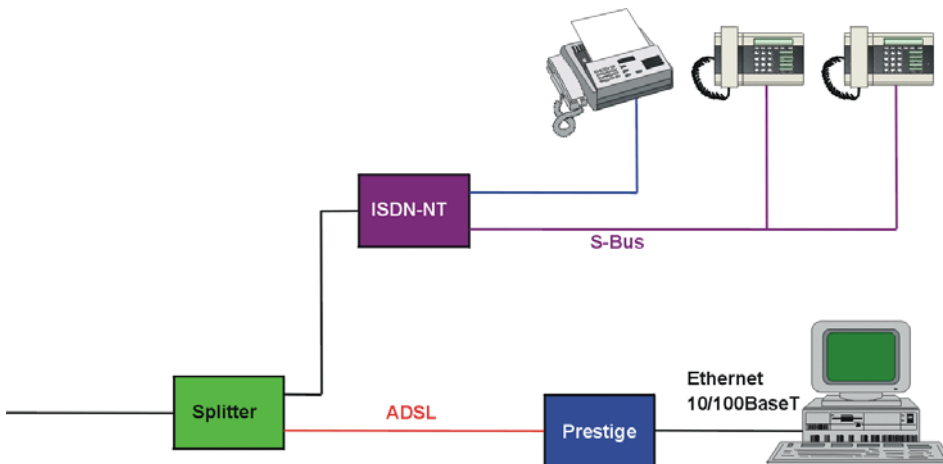 ISDN-NT
S-Bus
Splitter
ADSL
Prestige
Ethernet
10/100BaseT